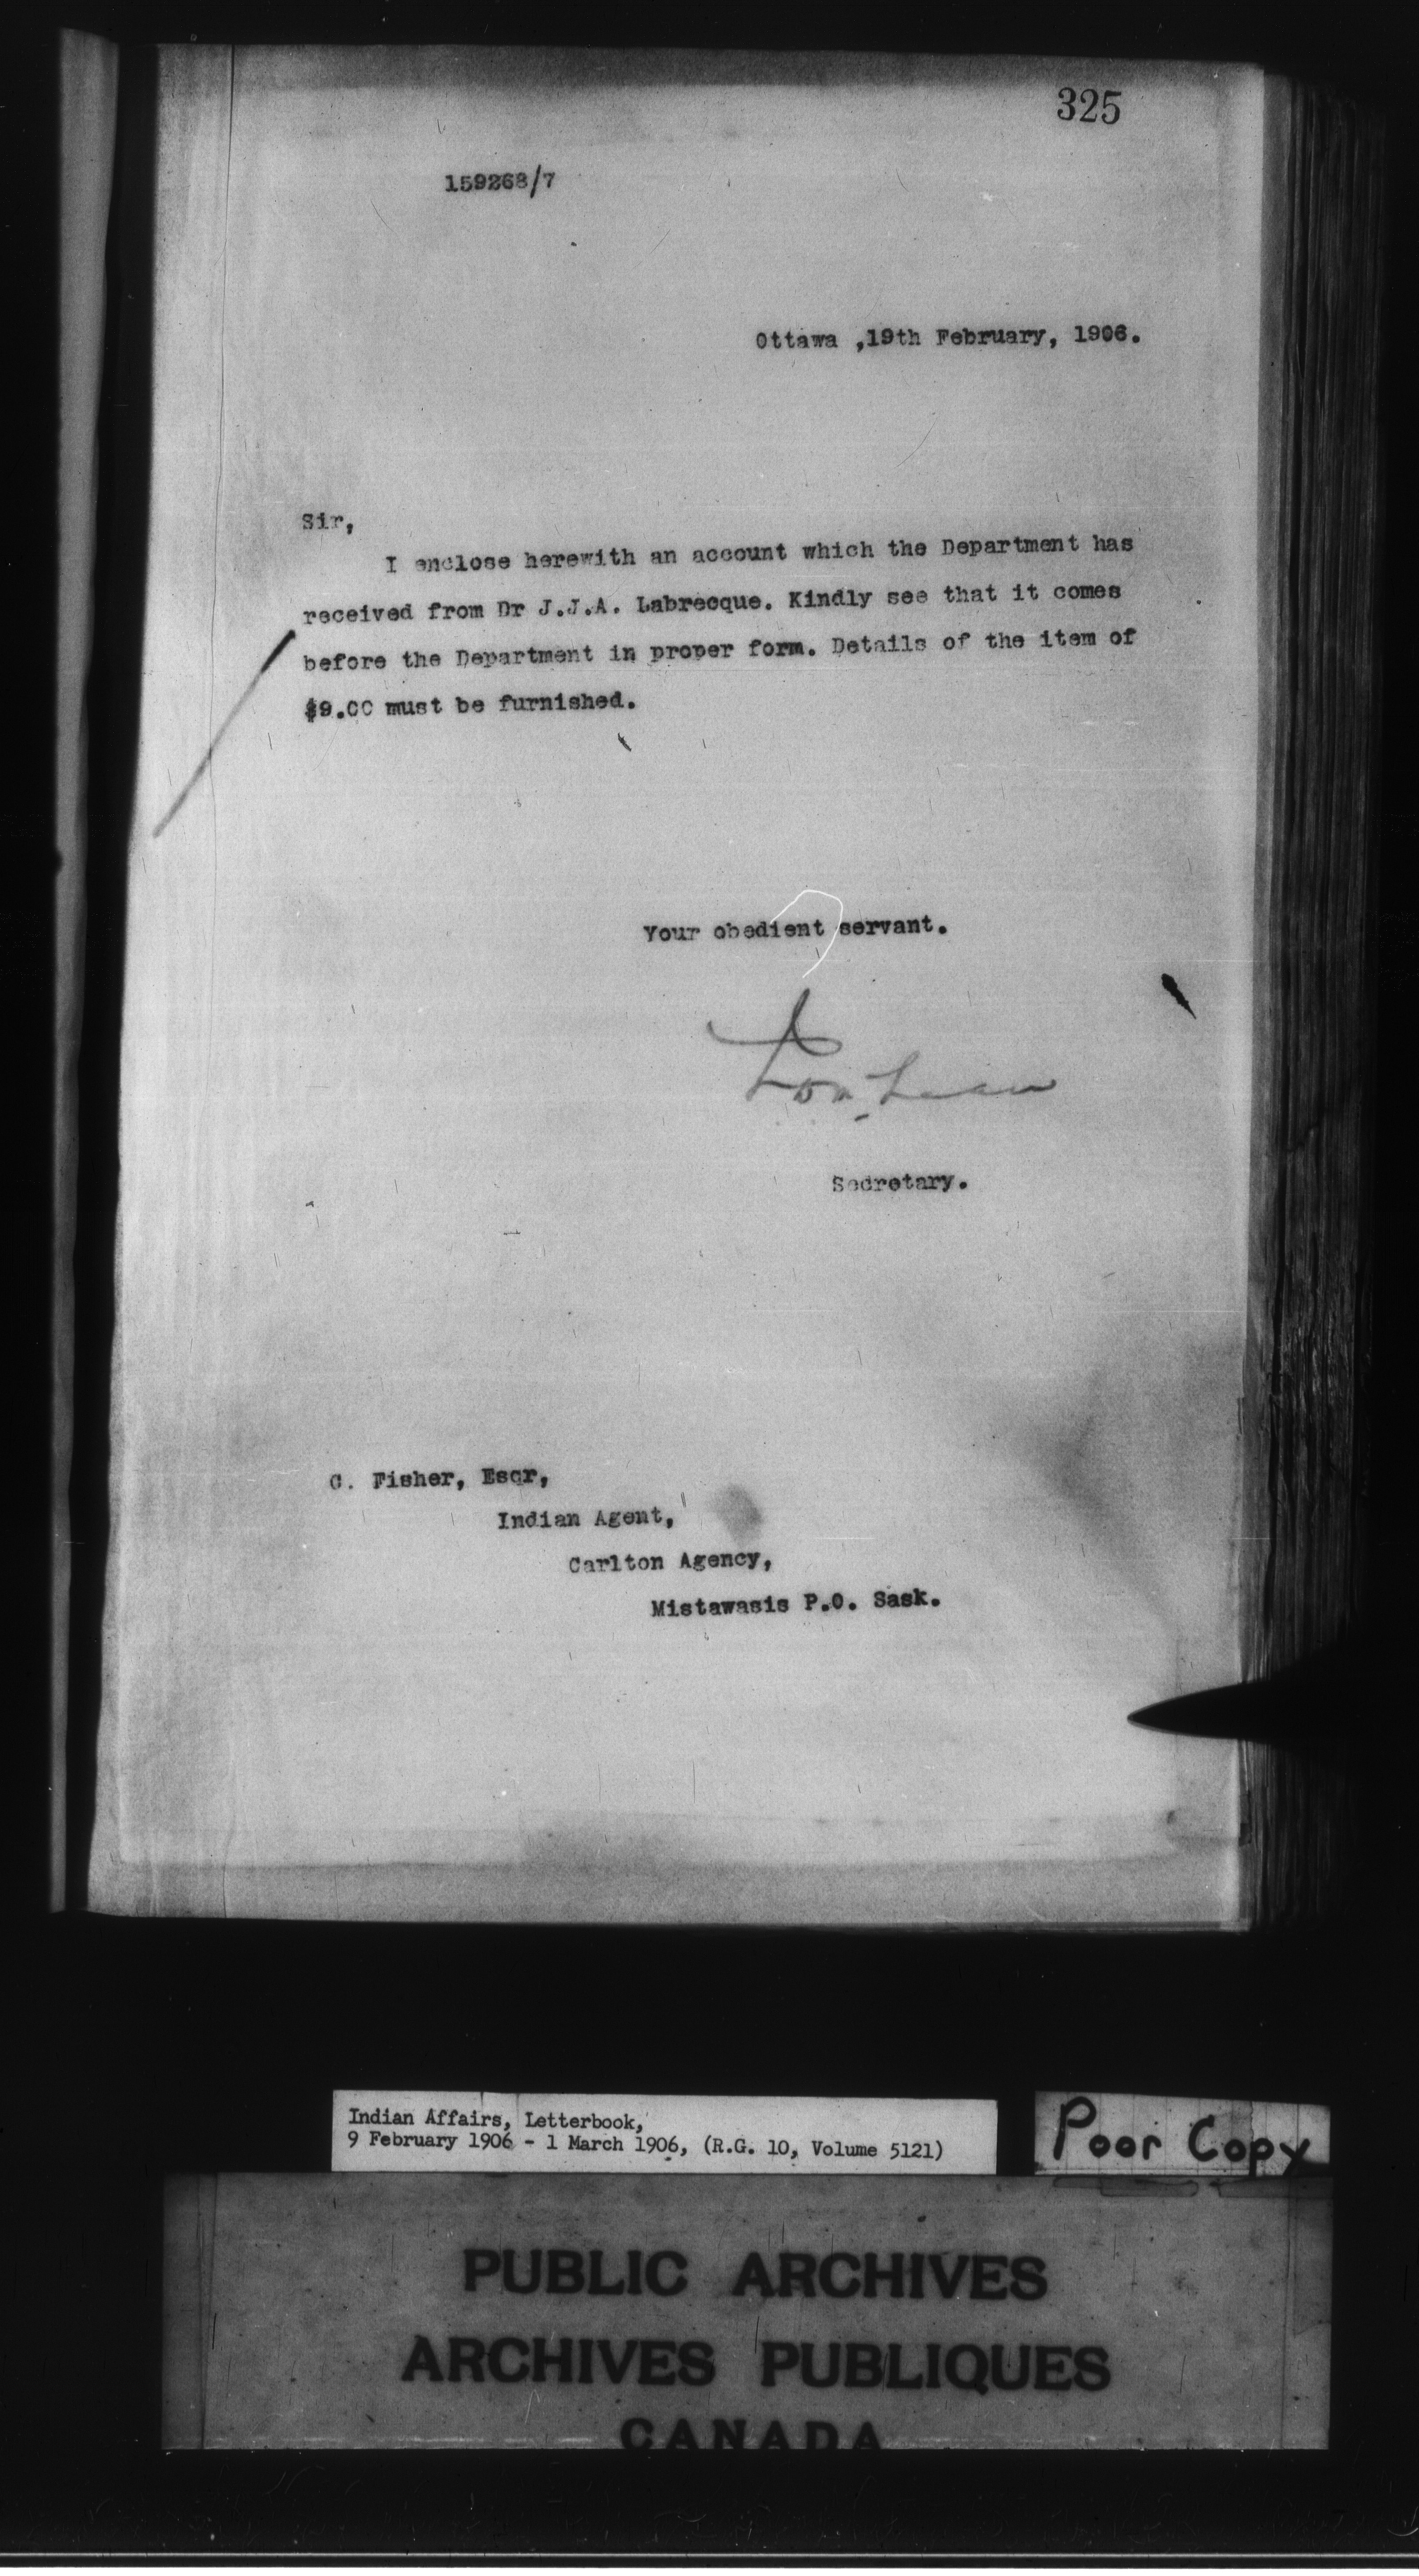 325
159268/7
Ottawa ,19th February, 1906.
Sir,
I enclose herewith an account which the Department has
received from Dr J.J.A. Labrecque. Kindly see that it comes
before the Department in proper form. Details of the item of
$9.00 must be furnished.
Your obedient servant.
Secretary.
C. Fisher, Esqr,
Indian Agent,
Carlton Agency,
Mistawasis P.O. Sask.
Indian Affairs, Letterbook,
9 February 1906 - 1 March 1906, (R.G. 10, Volume 5121)
Poor Copy
PUBLIC ARCHIVES
ARCHIVES PUBLIQUES
CANADA